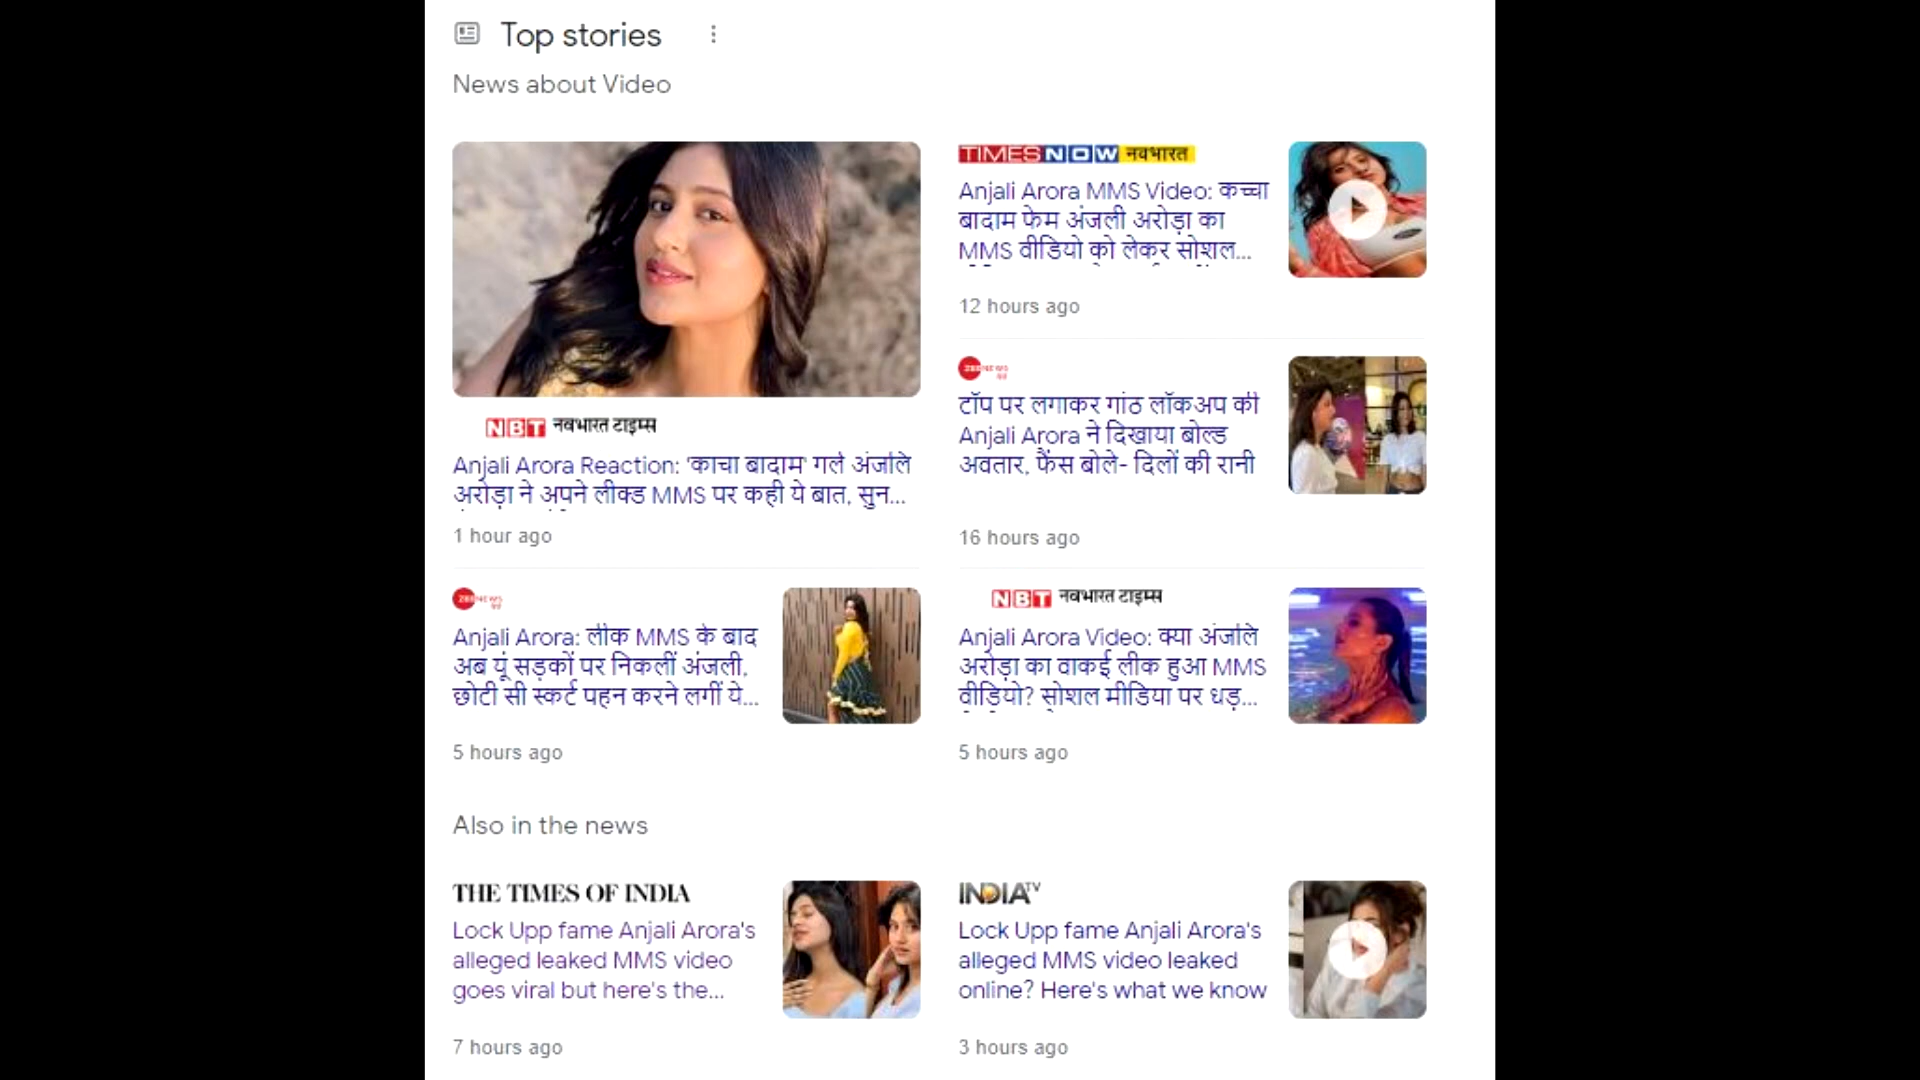 Top stories
News about Video
NBT नवभारत टाइम्स
Anjali Arora Reaction: 'काचा बादाम' गर्ल अंजलि
अरोड़ा ने अपने लीक्ड MMS पर कही ये बात, सुन...
1 hour ago
TIMES NOW नवभारत
Anjali Arora MMS Video: कच्चा
बादाम फेम अंजली अरोड़ा का
MMS वीडियो को लेकर सोशल...
12 hours ago
ZEE NEWS
टॉप पर लगाकर गांठ लॉकअप की
Anjali Arora ने दिखाया बोल्ड
अवतार, फैंस बोले- दिलों की रानी
16 hours ago
ZEE NEWS
Anjali Arora: लीक MMS के बाद
अब यूं सड़कों पर निकलीं अंजली,
छोटी सी स्कर्ट पहन करने लगीं ये...
5 hours ago
NBT नवभारत टाइम्स
Anjali Arora Video: क्या अंजलि
अरोड़ा का वाकई लीक हुआ MMS
वीडियो? सोशल मीडिया पर धड़...
5 hours ago
Also in the news
THE TIMES OF INDIA
Lock Upp fame Anjali Arora's
alleged leaked MMS video
goes viral but here's the...
7 hours ago
INDIA TV
Lock Upp fame Anjali Arora's
alleged MMS video leaked
online? Here's what we know
3 hours ago